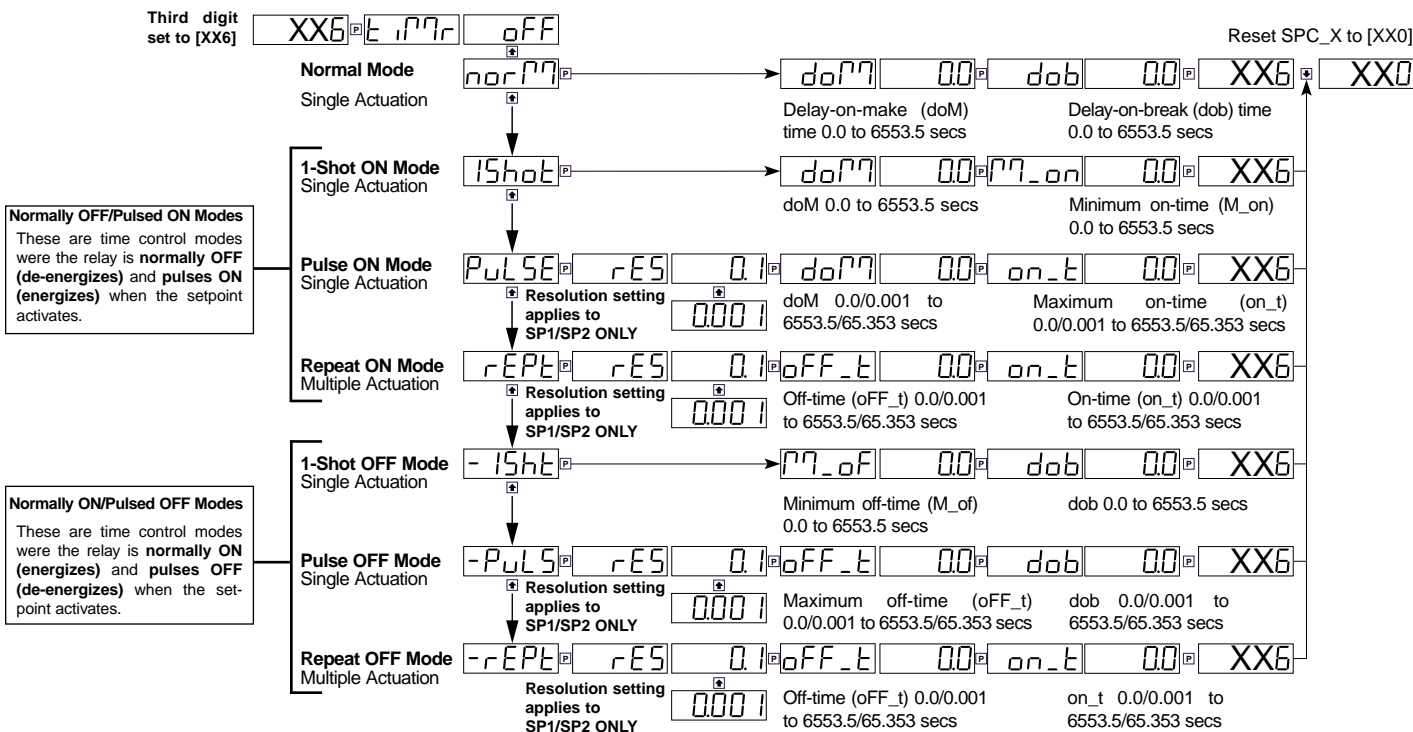 Third digit
set to [XX6]
XX6 P tiMr oFF
Reset SPC_X to [XX0]
Normal Mode
Single Actuation
norM P doM 0.0 P dob 0.0 P XX6 XX0
Delay-on-make (doM)
time 0.0 to 6553.5 secs
Delay-on-break (dob) time
0.0 to 6553.5 secs
1-Shot ON Mode
Single Actuation
1Shot P doM 0.0 P M_on 0.0 P XX6
doM 0.0 to 6553.5 secs
Minimum on-time (M_on)
0.0 to 6553.5 secs
Normally OFF/Pulsed ON Modes
These are time control modes
were the relay is normally OFF
(de-energizes) and pulses ON
(energizes) when the setpoint
activates.
Pulse ON Mode
Single Actuation
PuLSE P rES 0.1 P doM 0.0 P on_t 0.0 P XX6
Resolution setting
applies to
SP1/SP2 ONLY
0.001
doM 0.0/0.001 to
6553.5/65.353 secs
Maximum on-time (on_t)
0.0/0.001 to 6553.5/65.353 secs
Repeat ON Mode
Multiple Actuation
rEPt P rES 0.1 P oFF_t 0.0 P on_t 0.0 P XX6
Resolution setting
applies to
SP1/SP2 ONLY
0.001
Off-time (oFF_t) 0.0/0.001
to 6553.5/65.353 secs
On-time (on_t) 0.0/0.001
to 6553.5/65.353 secs
1-Shot OFF Mode
Single Actuation
-1Sht P M_oF 0.0 P dob 0.0 P XX6
Minimum off-time (M_of)
0.0 to 6553.5 secs
dob 0.0 to 6553.5 secs
Normally ON/Pulsed OFF Modes
These are time control modes
were the relay is normally ON
(energizes) and pulses OFF
(de-energizes) when the set-
point activates.
Pulse OFF Mode
Single Actuation
-PuLS P rES 0.1 P oFF_t 0.0 P dob 0.0 P XX6
Resolution setting
applies to
SP1/SP2 ONLY
0.001
Maximum off-time (oFF_t)
0.0/0.001 to 6553.5/65.353 secs
dob 0.0/0.001 to
6553.5/65.353 secs
Repeat OFF Mode
Multiple Actuation
-rEPt P rES 0.1 P oFF_t 0.0 P on_t 0.0 P XX6
Resolution setting
applies to
SP1/SP2 ONLY
0.001
Off-time (oFF_t) 0.0/0.001
to 6553.5/65.353 secs
on_t 0.0/0.001 to
6553.5/65.353 secs